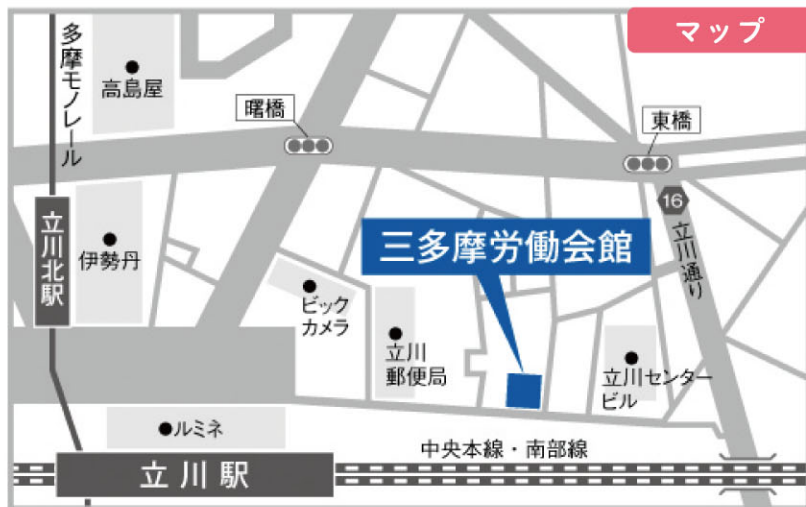 マップ
多摩モノレール
高島屋
曙橋
東橋
16
立川通り
立川北駅
伊勢丹
三多摩労働会館
ビック
カメラ
立川
郵便局
立川センター
ビル
ルミネ
中央本線・南部線
立川駅